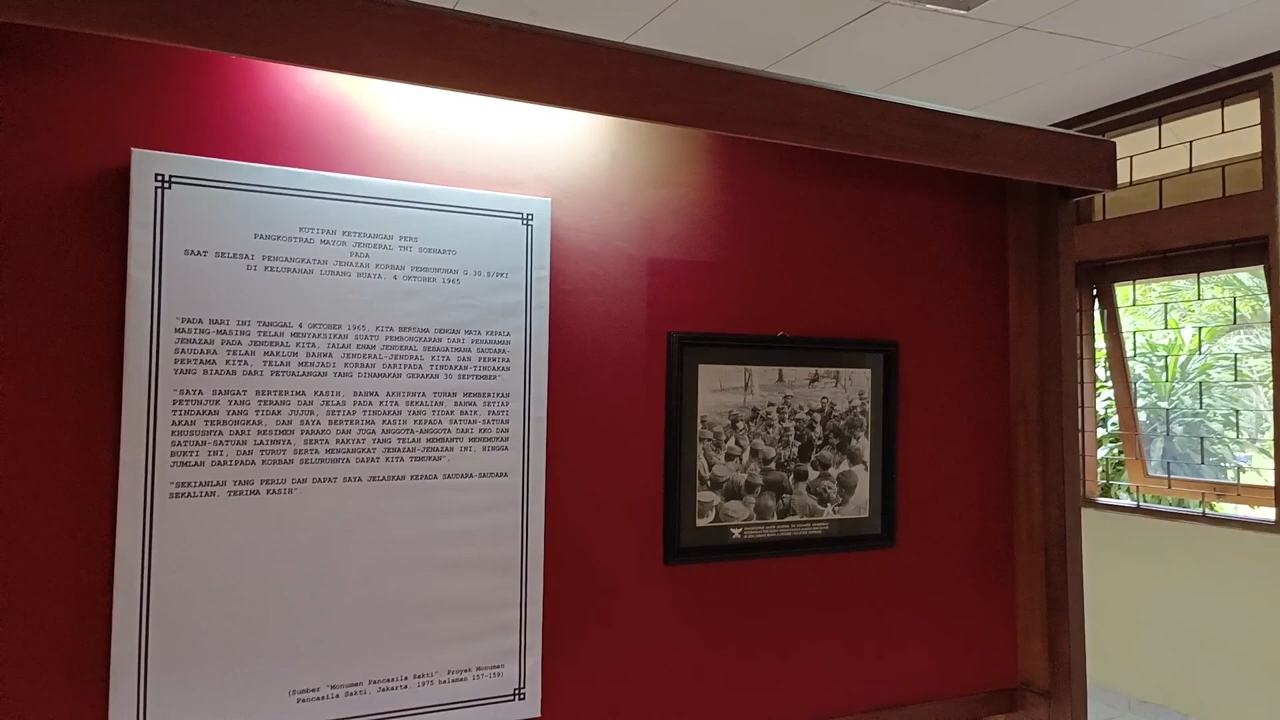 KUTIPAN KETERANGAN PERS
PANGKOSTRAD MAYOR JENDERAL TNI SOEHARTO
PADA
SAAT SELESAI PENGANGKATAN JENAZAH KORBAN PEMBUNUHAN G.30.S/PKI
DI KELURAHAN LUBANG BUAYA, 4 OKTOBER 1965
"PADA HARI INI TANGGAL 4 OKTOBER 1965, KITA BERSAMA DENGAN MATA KEPALA
MASING-MASING TELAH MENYAKSIKAN SUATU PEMBONGKARAN DARI PENANAMAN
JENAZAH PADA JENDERAL KITA, IALAH ENAM JENDERAL SEBAGAIMANA SAUDARA-
SAUDARA TELAH MAKLUM BAHWA JENDERAL-JENDRAL KITA DAN PERWIRA
PERTAMA KITA, TELAH MENJADI KORBAN DARIPADA TINDAKAN-TINDAKAN
YANG BIADAB DARI PETUALANGAN YANG DINAMAKAN GERAKAN 30 SEPTEMBER".
"SAYA SANGAT BERTERIMA KASIH, BAHWA AKHIRNYA TUHAN MEMBERIKAN
PETUNJUK YANG TERANG DAN JELAS PADA KITA SEKALIAN, BAHWA SETIAP
TINDAKAN YANG TIDAK JUJUR, SETIAP TINDAKAN YANG TIDAK BAIK, PASTI
AKAN TERBONGKAR, DAN SAYA BERTERIMA KASIH KEPADA SATUAN-SATUAN
KHUSUSNYA DARI RESIMEN PARAKO DAN JUGA ANGGOTA-ANGGOTA DARI KKO DAN
SATUAN-SATUAN LAINNYA, SERTA RAKYAT YANG TELAH MEMBANTU MENEMUKAN
BUKTI INI, DAN TURUT SERTA MENGANGKAT JENAZAH-JENAZAH INI, HINGGA
JUMLAH DARIPADA KORBAN SELURUHNYA DAPAT KITA TEMUKAN".
"SEKIANLAH YANG PERLU DAN DAPAT SAYA JELASKAN KEPADA SAUDARA-SAUDARA
SEKALIAN. TERIMA KASIH".
(Sumber "Monumen Pancasila Sakti". Proyek Monumen
Pancasila Sakti, Jakarta. 1975 halaman 157-159)